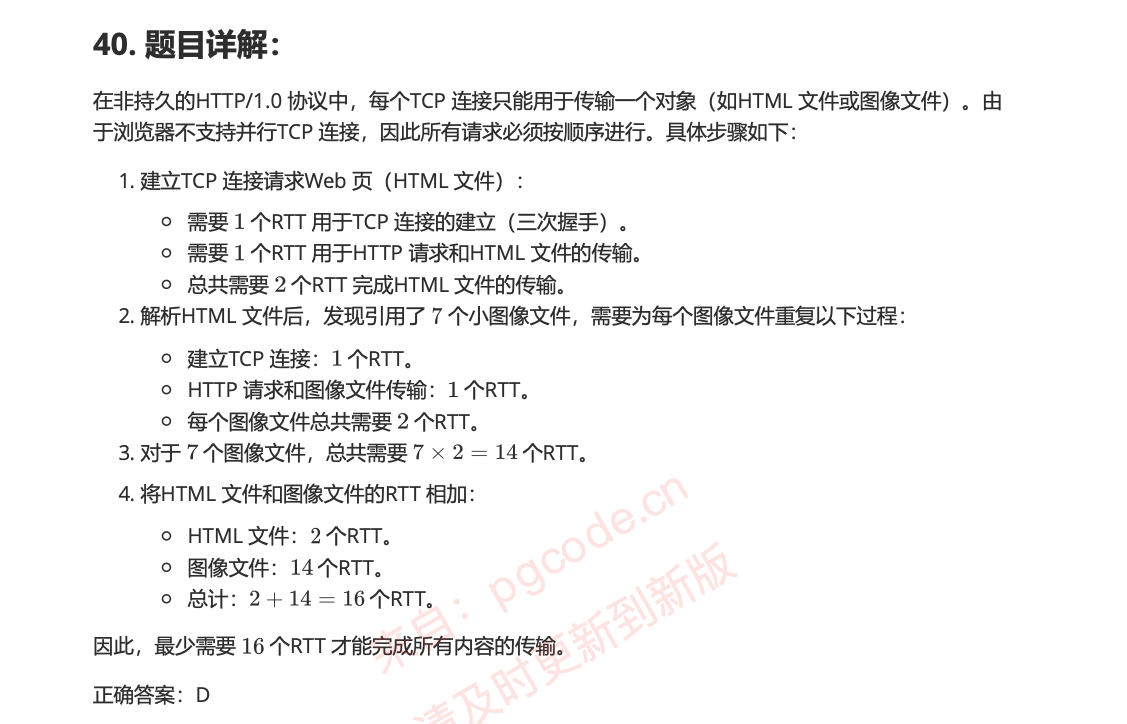 40. 题目详解：
在非持久的HTTP/1.0 协议中，每个TCP 连接只能用于传输一个对象（如HTML 文件或图像文件）。由
于浏览器不支持并行TCP 连接，因此所有请求必须按顺序进行。具体步骤如下：
1. 建立TCP 连接请求Web 页（HTML 文件）：
○ 需要 1 个RTT 用于TCP 连接的建立（三次握手）。
○ 需要 1 个RTT 用于HTTP 请求和HTML 文件的传输。
○ 总共需要 2 个RTT 完成HTML 文件的传输。
2. 解析HTML 文件后，发现引用了 7 个小图像文件，需要为每个图像文件重复以下过程：
○ 建立TCP 连接：1 个RTT。
○ HTTP 请求和图像文件传输：1 个RTT。
○ 每个图像文件总共需要 2 个RTT。
3. 对于 7 个图像文件，总共需要 7 × 2 = 14 个RTT。
4. 将HTML 文件和图像文件的RTT 相加：
○ HTML 文件：2 个RTT。
○ 图像文件：14 个RTT。
○ 总计：2 + 14 = 16 个RTT。
因此，最少需要 16 个RTT 才能完成所有内容的传输。
正确答案：D
来自：pgcode.cn
请及时更新到新版